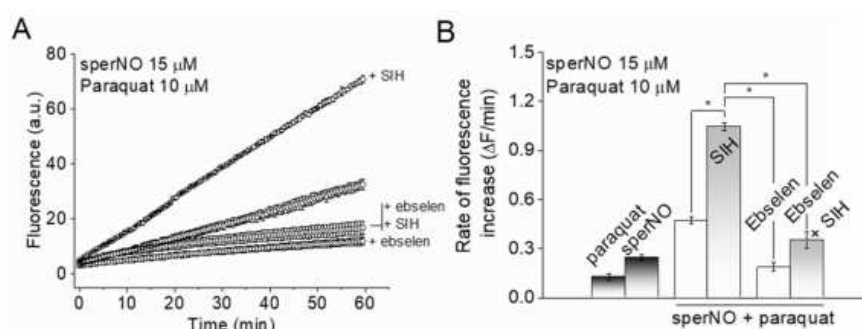 A
sperNO 15 μM
Paraquat 10 μM
Fluorescence (a.u.)
80
60
40
20
0
+ SIH
+ ebselen
+ SIH
+ ebselen
0 10 20 30 40 50 60
Time (min)
B
sperNO 15 μM
Paraquat 10 μM
Rate of fluorescence
increase (ΔF/min)
1.5
1.2
0.9
0.6
0.3
0.0
* * *
paraquat
sperNO
SIH
Ebselen
Ebselen
× SIH
sperNO + paraquat